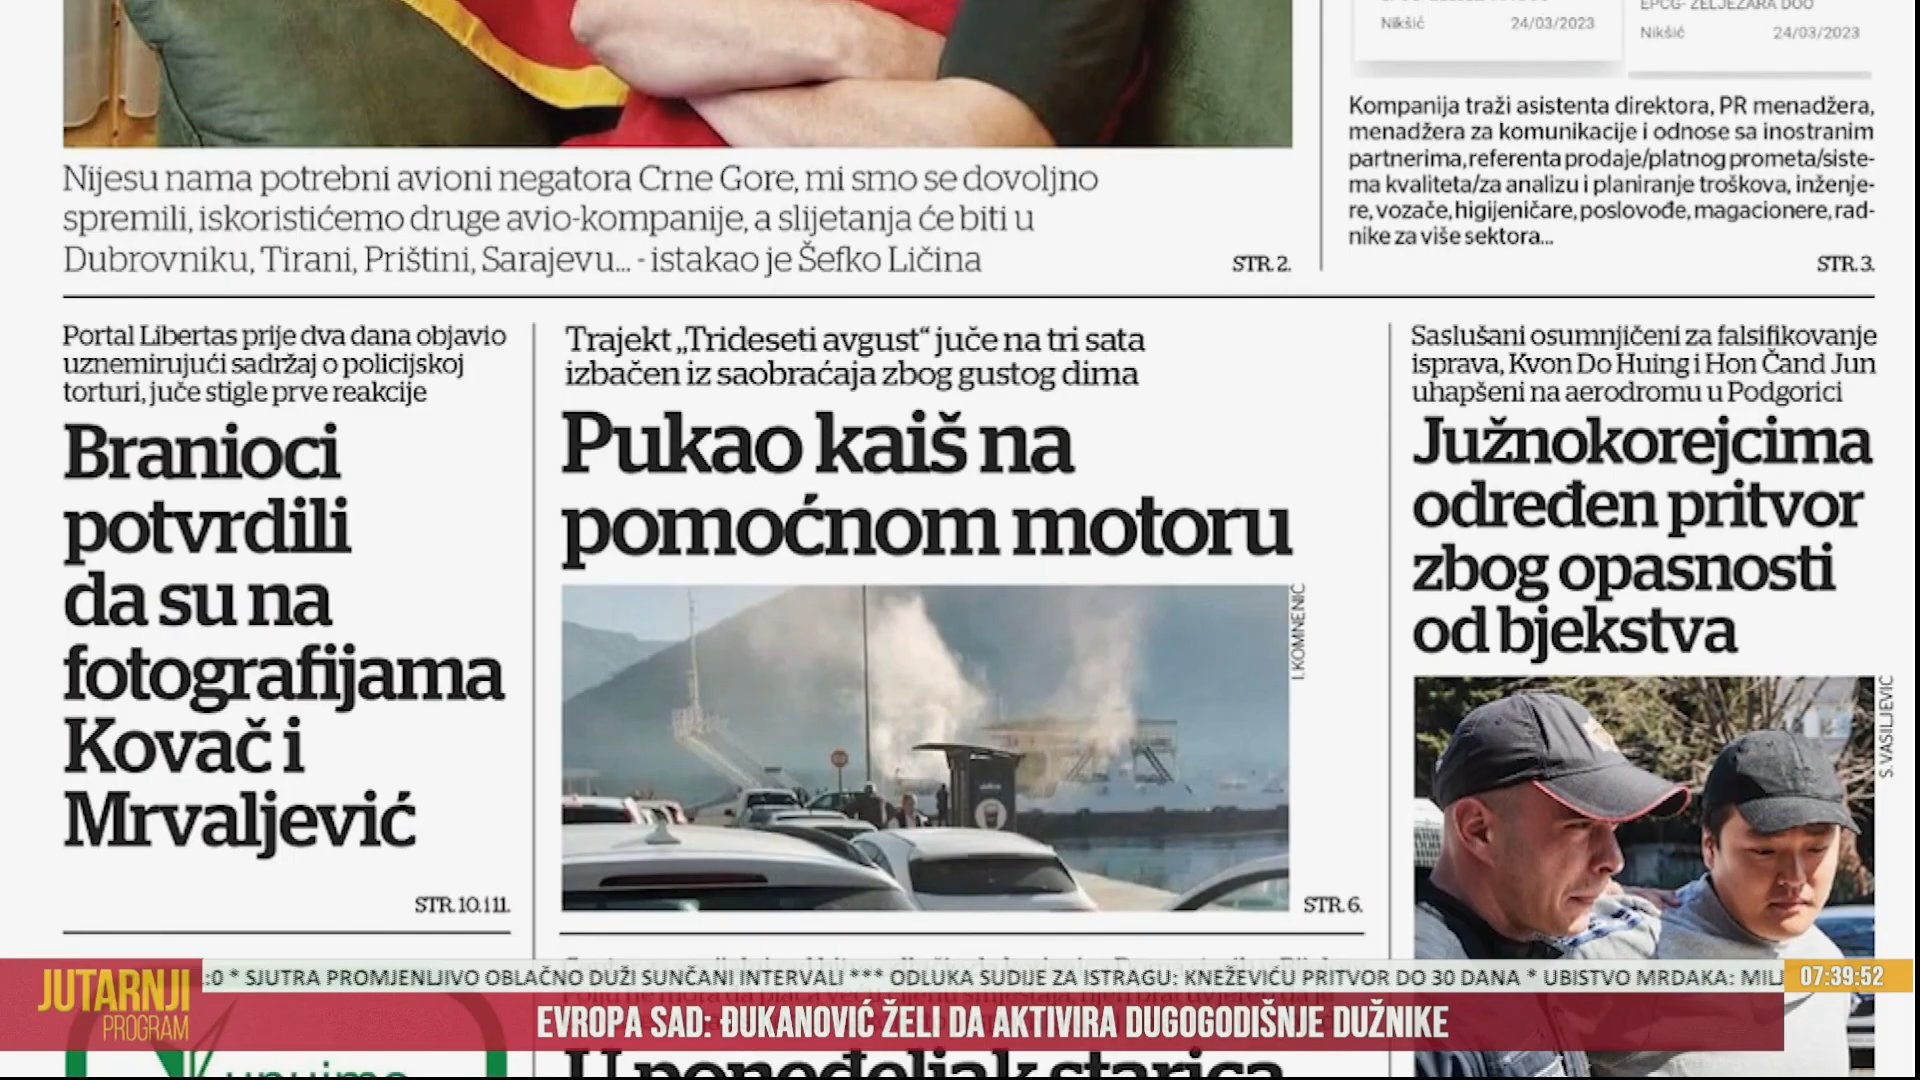 EPCG- ŽELJEZARA DOO
Nikšić 24/03/2023
Nikšić 24/03/2023
Kompanija traži asistenta direktora, PR menadžera,
menadžera za komunikacije i odnose sa inostranim
partnerima, referenta prodaje/platnog prometa/siste-
ma kvaliteta/za analizu i planiranje troškova, inženje-
re, vozače, higijeničare, poslovođe, magacionere, rad-
nike za više sektora...
STR. 3.
Nijesu nama potrebni avioni negatora Crne Gore, mi smo se dovoljno
spremili, iskoristićemo druge avio-kompanije, a slijetanja će biti u
Dubrovniku, Tirani, Prištini, Sarajevu... - istakao je Šefko Ličina
STR. 2.
Portal Libertas prije dva dana objavio
uznemirujući sadržaj o policijskoj
torturi, juče stigle prve reakcije
Branioci
potvrdili
da su na
fotografijama
Kovač i
Mrvaljević
STR. 10. i 11.
Trajekt „Trideseti avgust“ juče na tri sata
izbačen iz saobraćaja zbog gustog dima
Pukao kaiš na
pomoćnom motoru
I. KOMNENIĆ
STR. 6.
Saslušani osumnjičeni za falsifikovanje
isprava, Kvon Do Huing i Hon Čand Jun
uhapšeni na aerodromu u Podgorici
Južnokorejcima
određen pritvor
zbog opasnosti
od bjekstva
S. VASILJEVIĆ
JUTARNJI
PROGRAM
:0 * SJUTRA PROMJENLJIVO OBLAČNO DUŽI SUNČANI INTERVALI *** ODLUKA SUDIJE ZA ISTRAGU: KNEŽEVIĆU PRITVOR DO 30 DANA * UBISTVO MRDAKA: MIL
07:39:52
EVROPA SAD: ĐUKANOVIĆ ŽELI DA AKTIVIRA DUGOGODIŠNJE DUŽNIKE
U ponedeljak starica